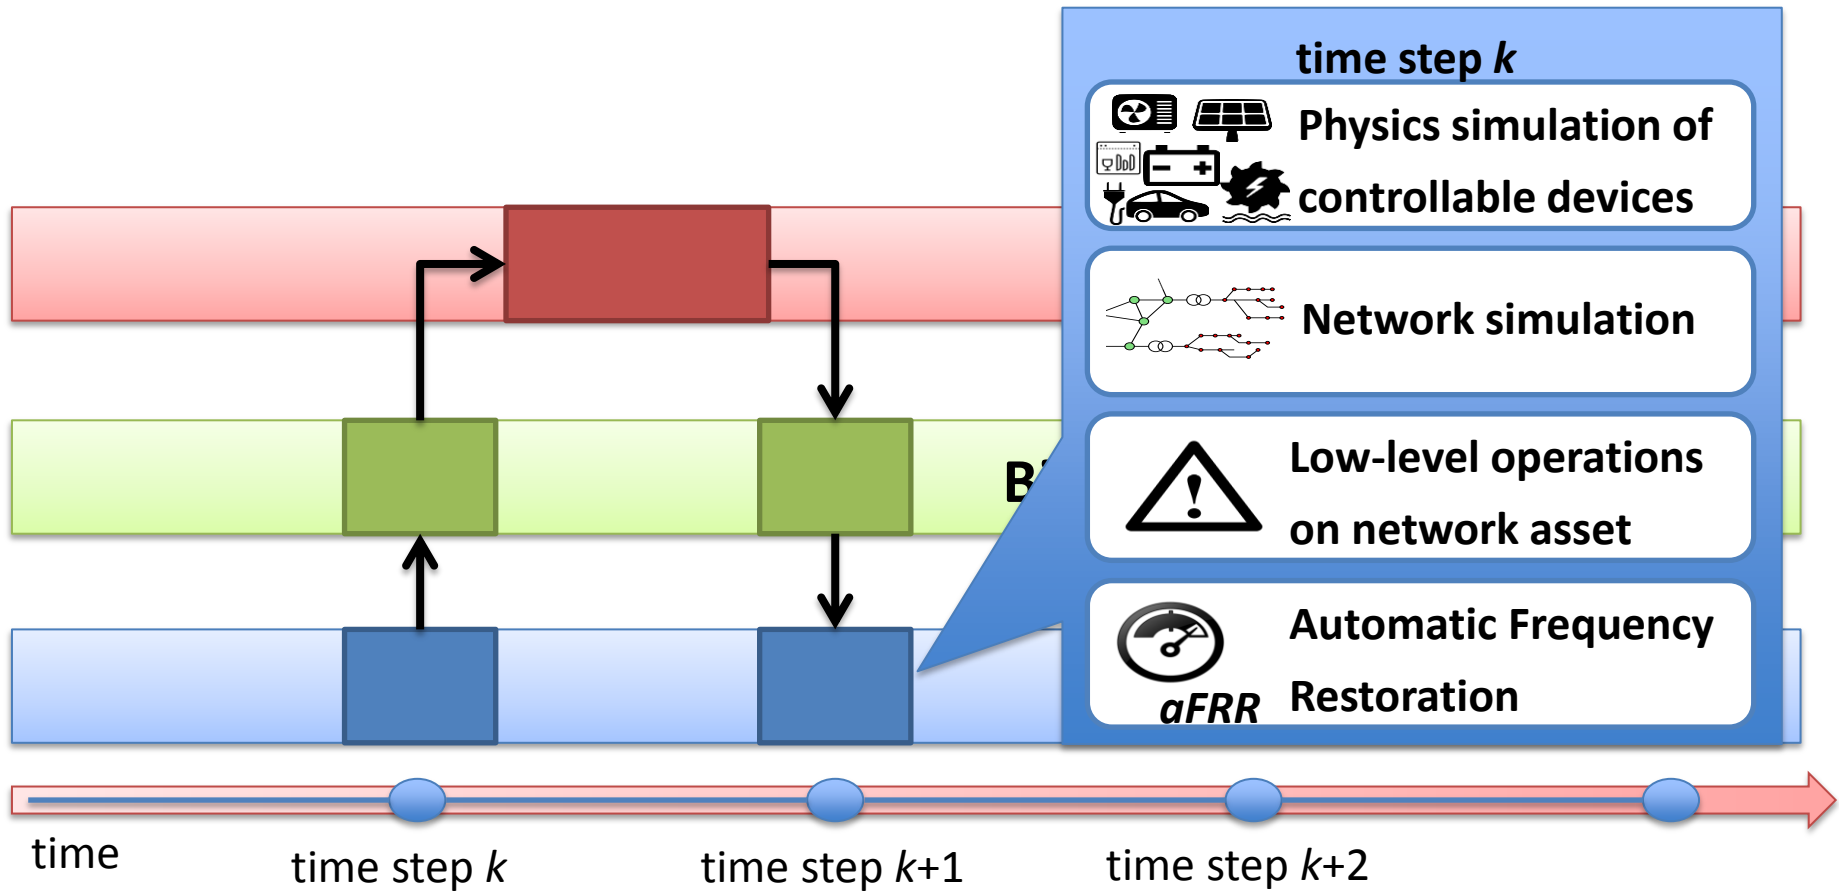 time step k
Physics simulation of
controllable devices
Network simulation
Low-level operations
on network asset
Automatic Frequency
Restoration
aFRR
time
time step k
time step k+1
time step k+2